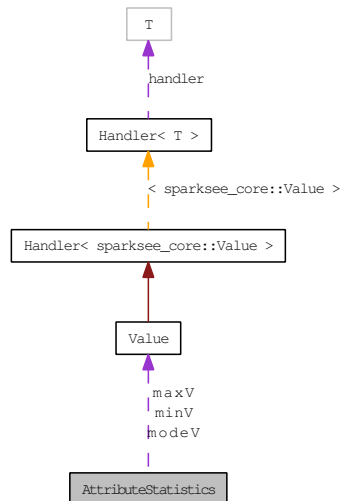 T
handler
Handler< T >
< sparksee_core::Value >
Handler< sparksee_core::Value >
Value
maxV
minV
modeV
AttributeStatistics